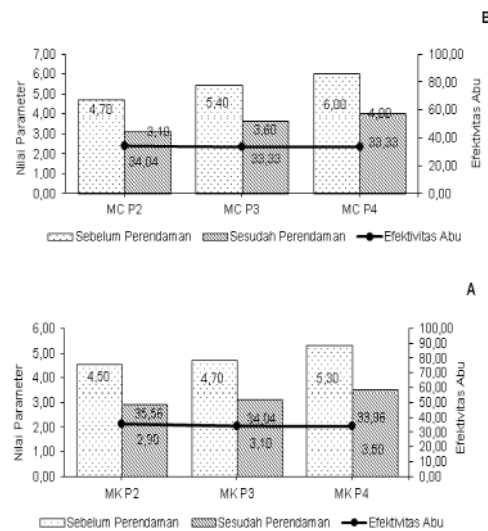 B
7,00 100,00
6,00 80,00
5,00
4,00 60,00
3,00 40,00
2,00
1,00 20,00
0,00 0,00
Nilai Parameter
Efektivitas Abu
4,70 3,10 5,40 3,60 6,00 4,00
34,04 33,33 33,33
MC P2 MC P3 MC P4
Sebelum Perendaman Sesudah Perendaman Efektivitas Abu
A
6,00 100,00
90,00
5,00 80,00
4,00 70,00
60,00
3,00 50,00
2,00 40,00
30,00
1,00 20,00
10,00
0,00 0,00
Nilai Parameter
Efektivitas Abu
4,50 35,56 4,70 34,04 5,30 33,96
2,90 3,10 3,50
MK P2 MK P3 MK P4
Sebelum Perendaman Sesudah Perendaman Efektivitas Abu